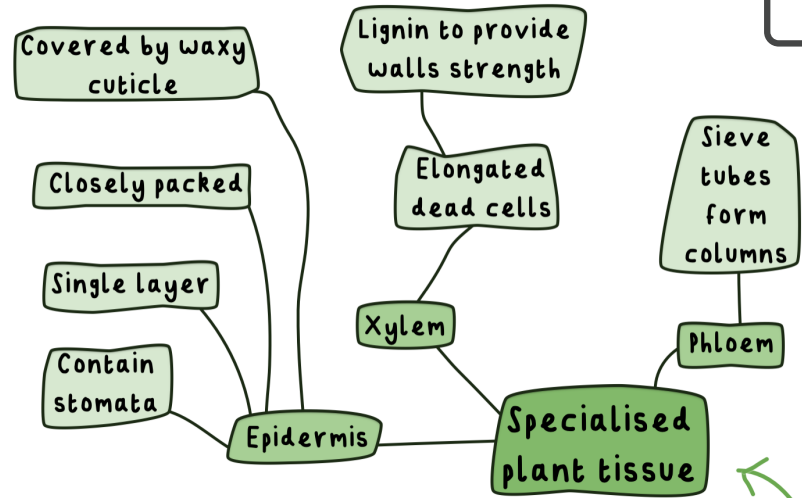 Covered by waxy
cuticle
Lignin to provide
walls strength
Sieve
tubes
form
columns
Closely packed
Elongated
dead cells
Single layer
Xylem
Phloem
Contain
stomata
Epidermis
Specialised
plant tissue